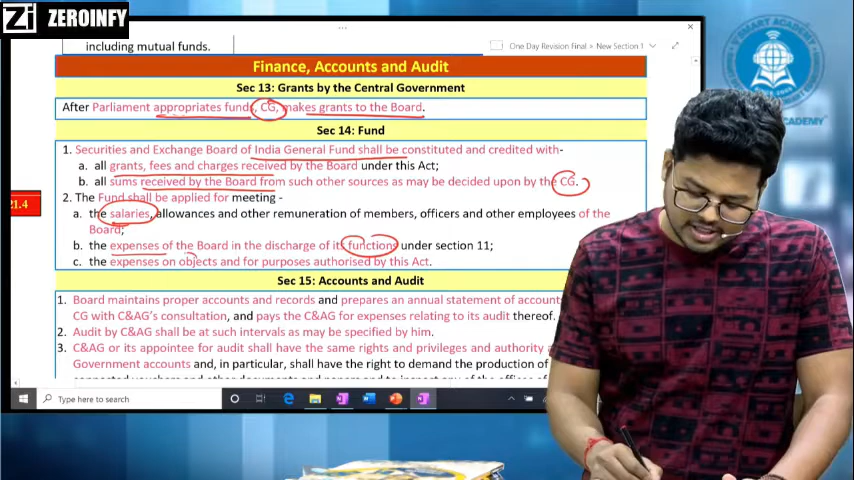 Zi ZEROINFY
including mutual funds.
One Day Revision Final » New Section 1
Finance, Accounts and Audit
Sec 13: Grants by the Central Government
After Parliament appropriates funds, CG, makes grants to the Board.
Sec 14: Fund
1. Securities and Exchange Board of India General Fund shall be constituted and credited with-
a. all grants, fees and charges received by the Board under this Act;
b. all sums received by the Board from such other sources as may be decided upon by the CG.
2. The Fund shall be applied for meeting -
21.4
a. the salaries, allowances and other remuneration of members, officers and other employees of the
Board;
b. the expenses of the Board in the discharge of its functions under section 11;
c. the expenses on objects and for purposes authorised by this Act.
Sec 15: Accounts and Audit
1. Board maintains proper accounts and records and prepares an annual statement of account
CG with C&AG's consultation, and pays the C&AG for expenses relating to its audit thereof.
2. Audit by C&AG shall be at such intervals as may be specified by him.
3. C&AG or its appointee for audit shall have the same rights and privileges and authority
Government accounts and, in particular, shall have the right to demand the production of
Type here to search
SMART ACADEMY
ACADEMY